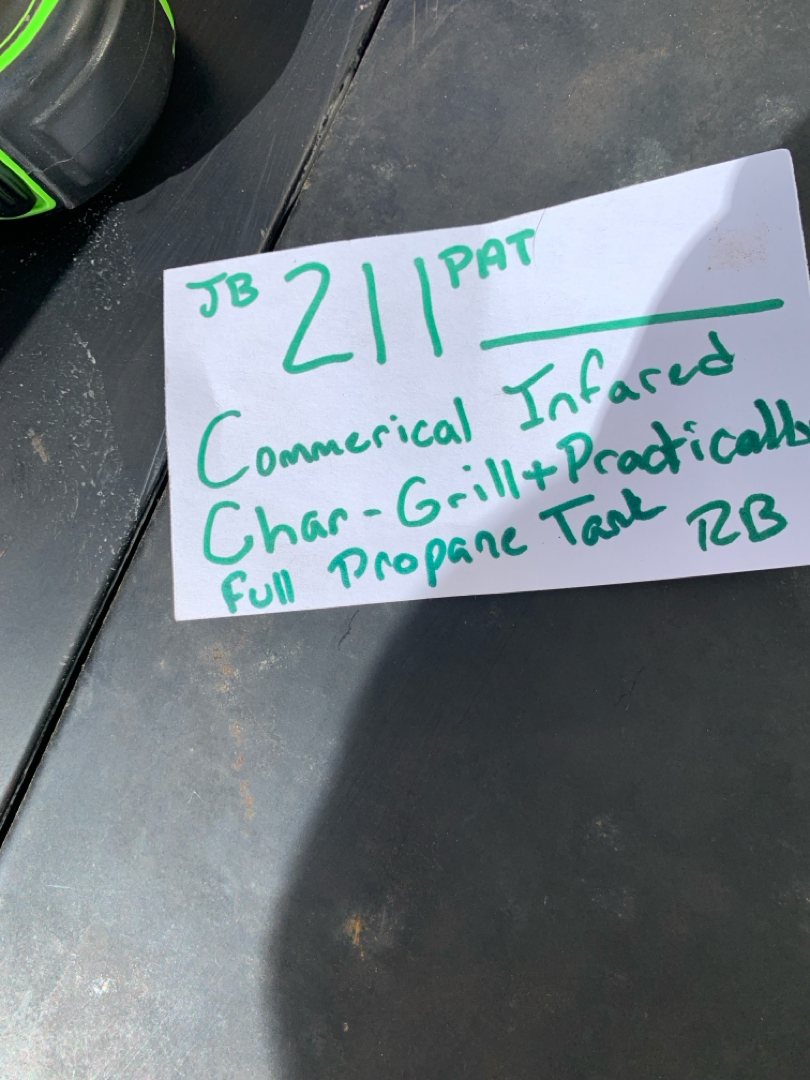 JB 211 PAT
Commerical Infared
Char-Grill + Practically
Full Propane Tank RB